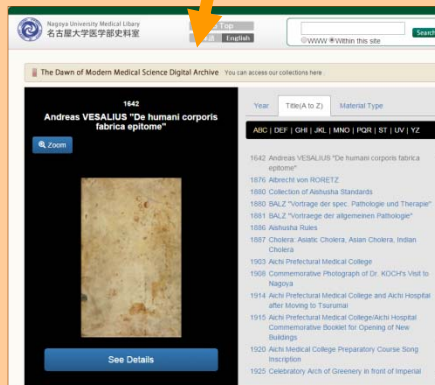 Nagoya University Medical Libary
名古屋大学医学部史料室
Top
English
Search
WWW Within this site
The Dawn of Modern Medical Science Digital Archive You can access our collections here
1642
Andreas VESALIUS "De humani corporis
fabrica epitome"
Zoom
See Details
Year Title(A to Z) Material Type
ABC | DEF | GHI | JKL | MNO | PQR | ST | UV | YZ
1642 Andreas VESALIUS "De humani corporis fabrica
epitome"
1876 Albrecht von RORETZ
1880 Collection of Aishusha Standards
1880 BALZ "Vortrage der spec. Pathologie und Therapie"
1881 BALZ "Vortraege der allgemeinen Pathologie"
1886 Aishusha Rules
1887 Cholera: Asiatic Cholera, Asian Cholera, Indian
Cholera
1903 Aichi Prefectural Medical College
1908 Commemorative Photograph of Dr. KOCH's Visit to
Nagoya
1914 Aichi Prefectural Medical College and Aichi Hospital
after Moving to Tsurumai
1915 Aichi Prefectural Medical College/Aichi Hospital
Commemorative Booklet for Opening of New
Buildings
1920 Aichi Medical College Preparatory Course Song
Inscription
1925 Celebratory Arch of Greenery in front of Imperial